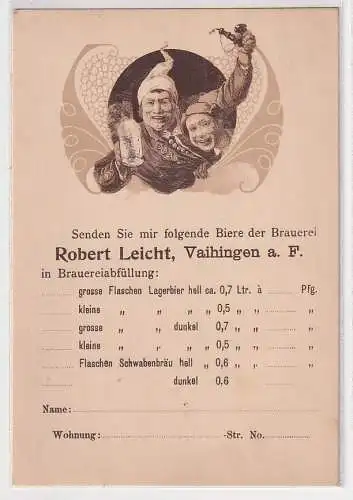 Senden Sie mir folgende Biere der Brauerei
Robert Leicht, Vaihingen a. F.
in Brauereiabfüllung:
grosse Flaschen Lagerbier hell ca. 0,7 Ltr. à Pfg.
kleine „ „ „ „ 0,5 „ „ „
grosse „ „ dunkel 0,7 „ „ „
kleine „ „ „ „ 0,5 „ „ „
Flaschen Schwabenbräu hell „ 0,6 „ „ „
dunkel 0,6
Name:
Wohnung: -Str. No.